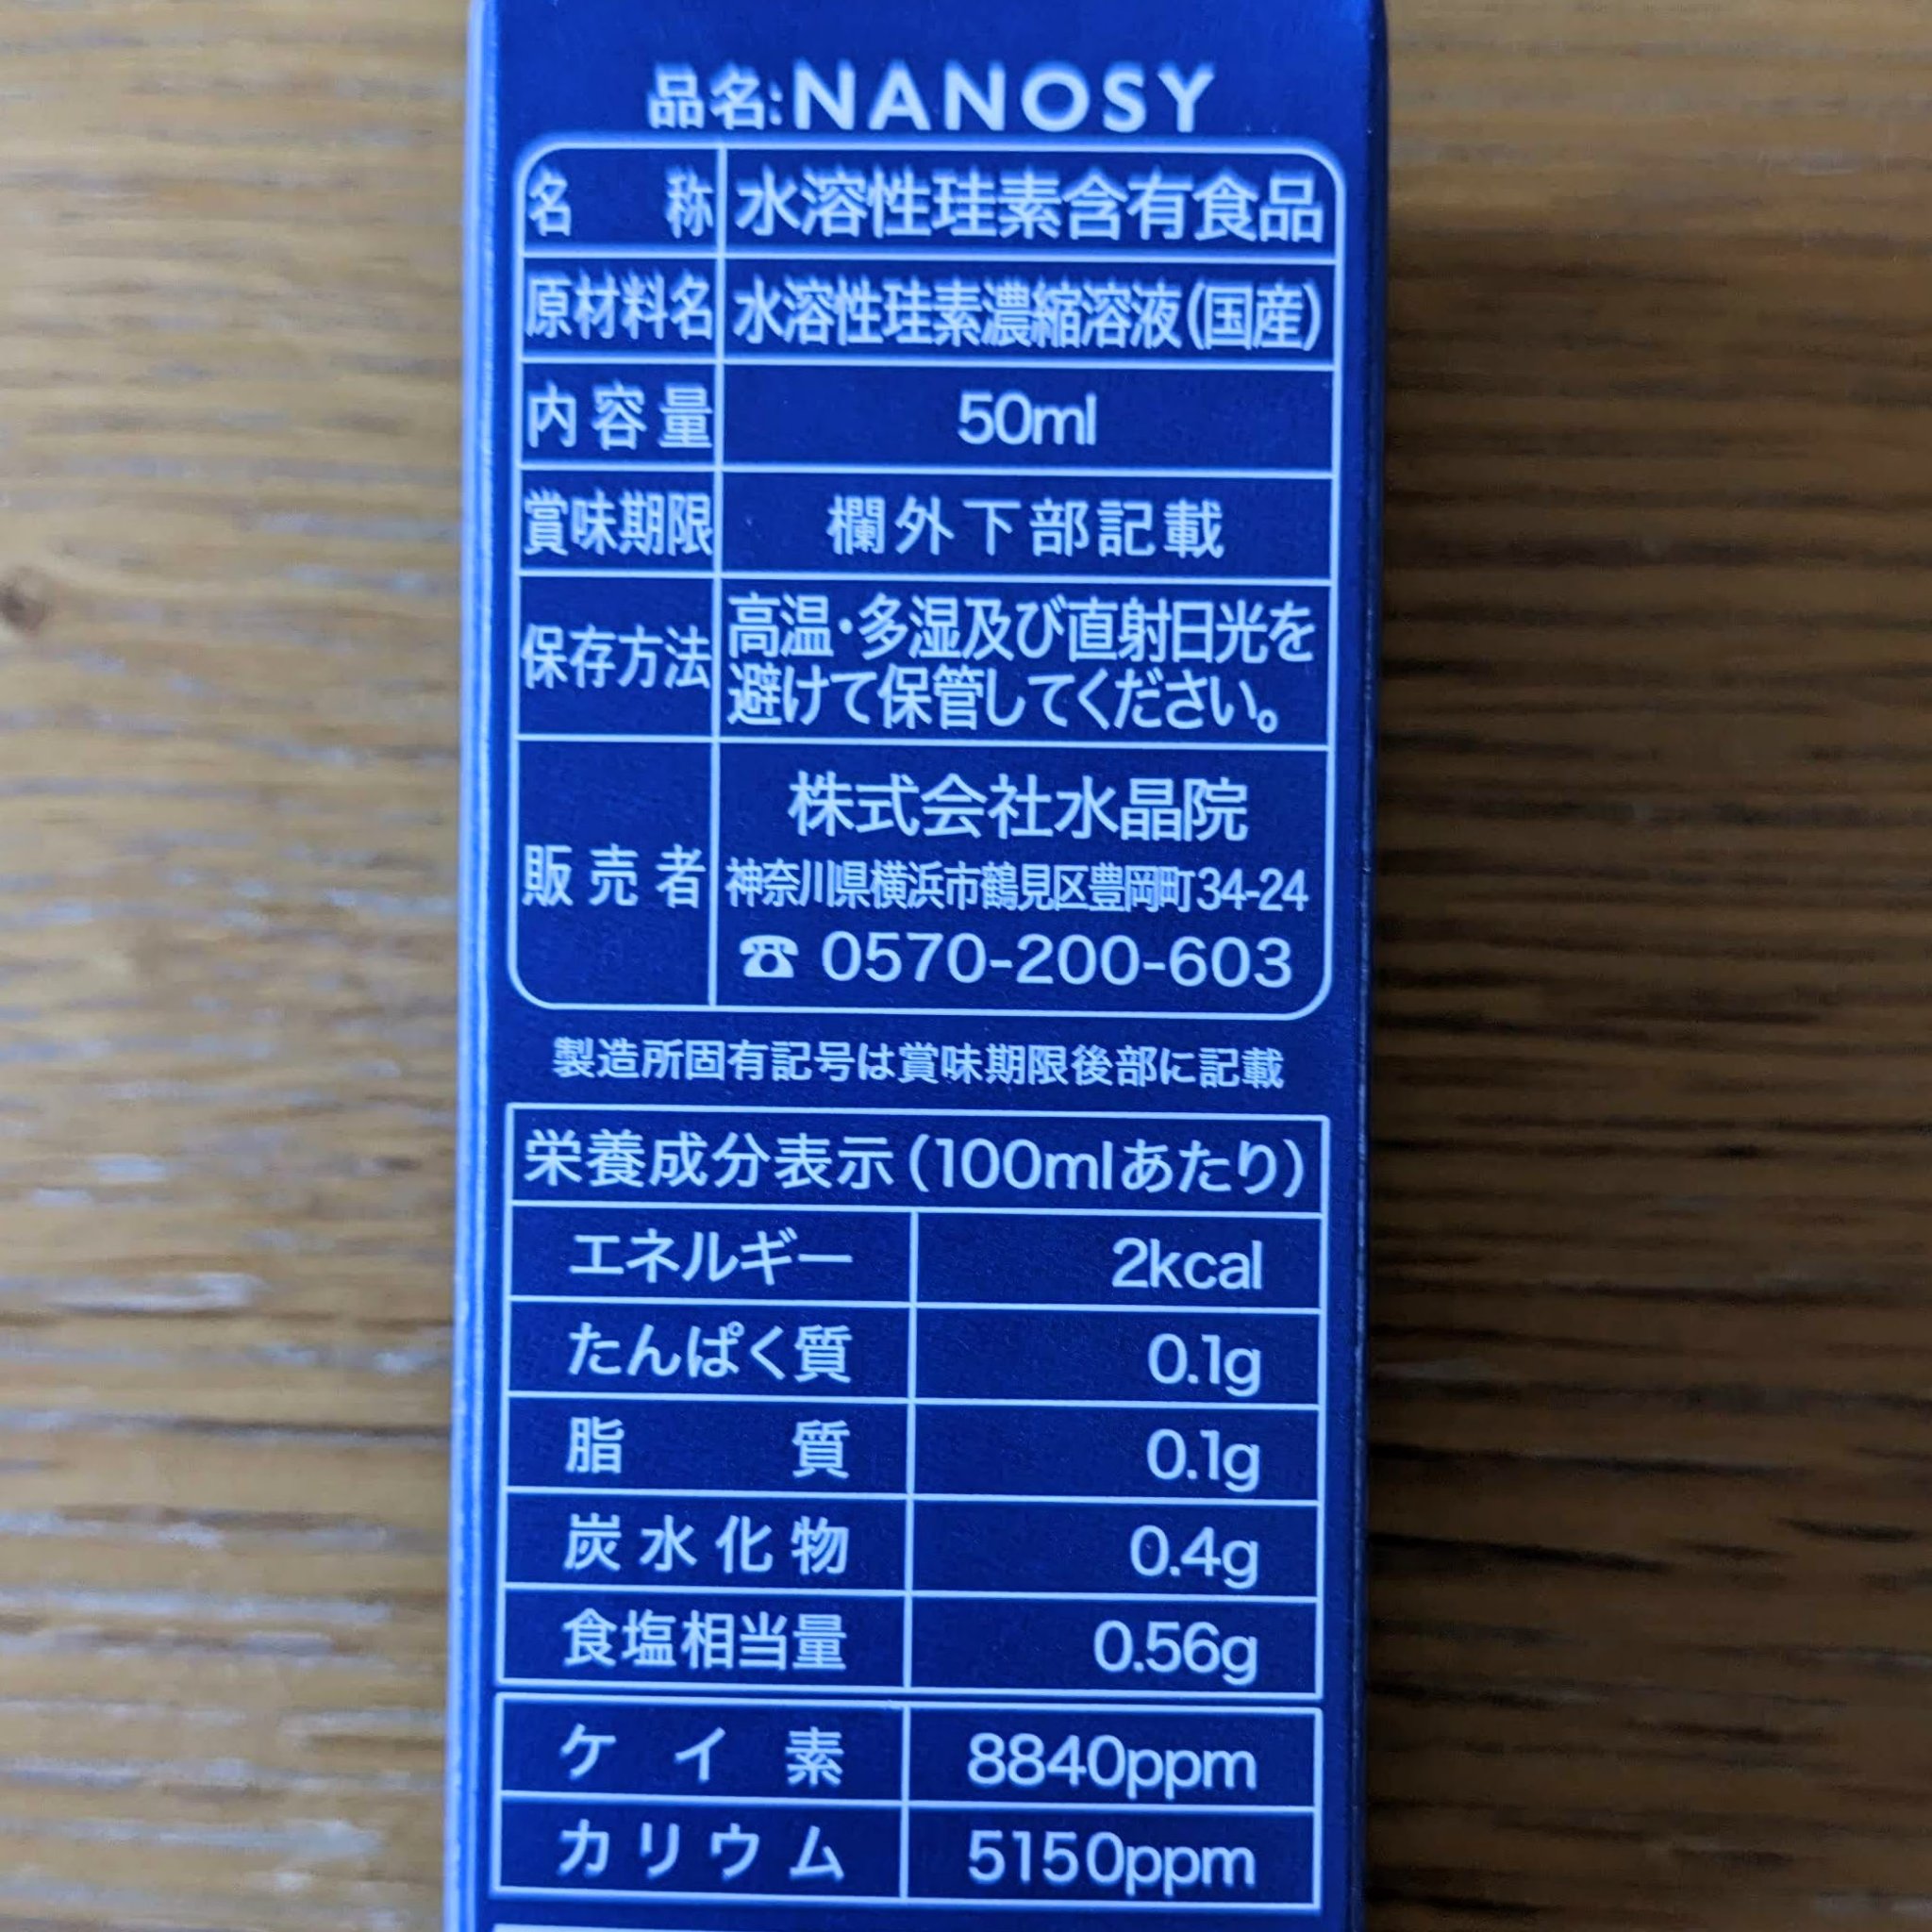 品名:NANOSY
名称 水溶性珪素含有食品
原材料名 水溶性珪素濃縮溶液(国産)
内容量 50ml
賞味期限 欄外下部記載
保存方法 高温・多湿及び直射日光を
避けて保管してください。
販売者 株式会社水晶院
神奈川県横浜市鶴見区豊岡町34-24
☎ 0570-200-603
製造所固有記号は賞味期限後部に記載
栄養成分表示(100mlあたり)
エネルギー 2kcal
たんぱく質 0.1g
脂質 0.1g
炭水化物 0.4g
食塩相当量 0.56g
ケイ素 8840ppm
カリウム 5150ppm